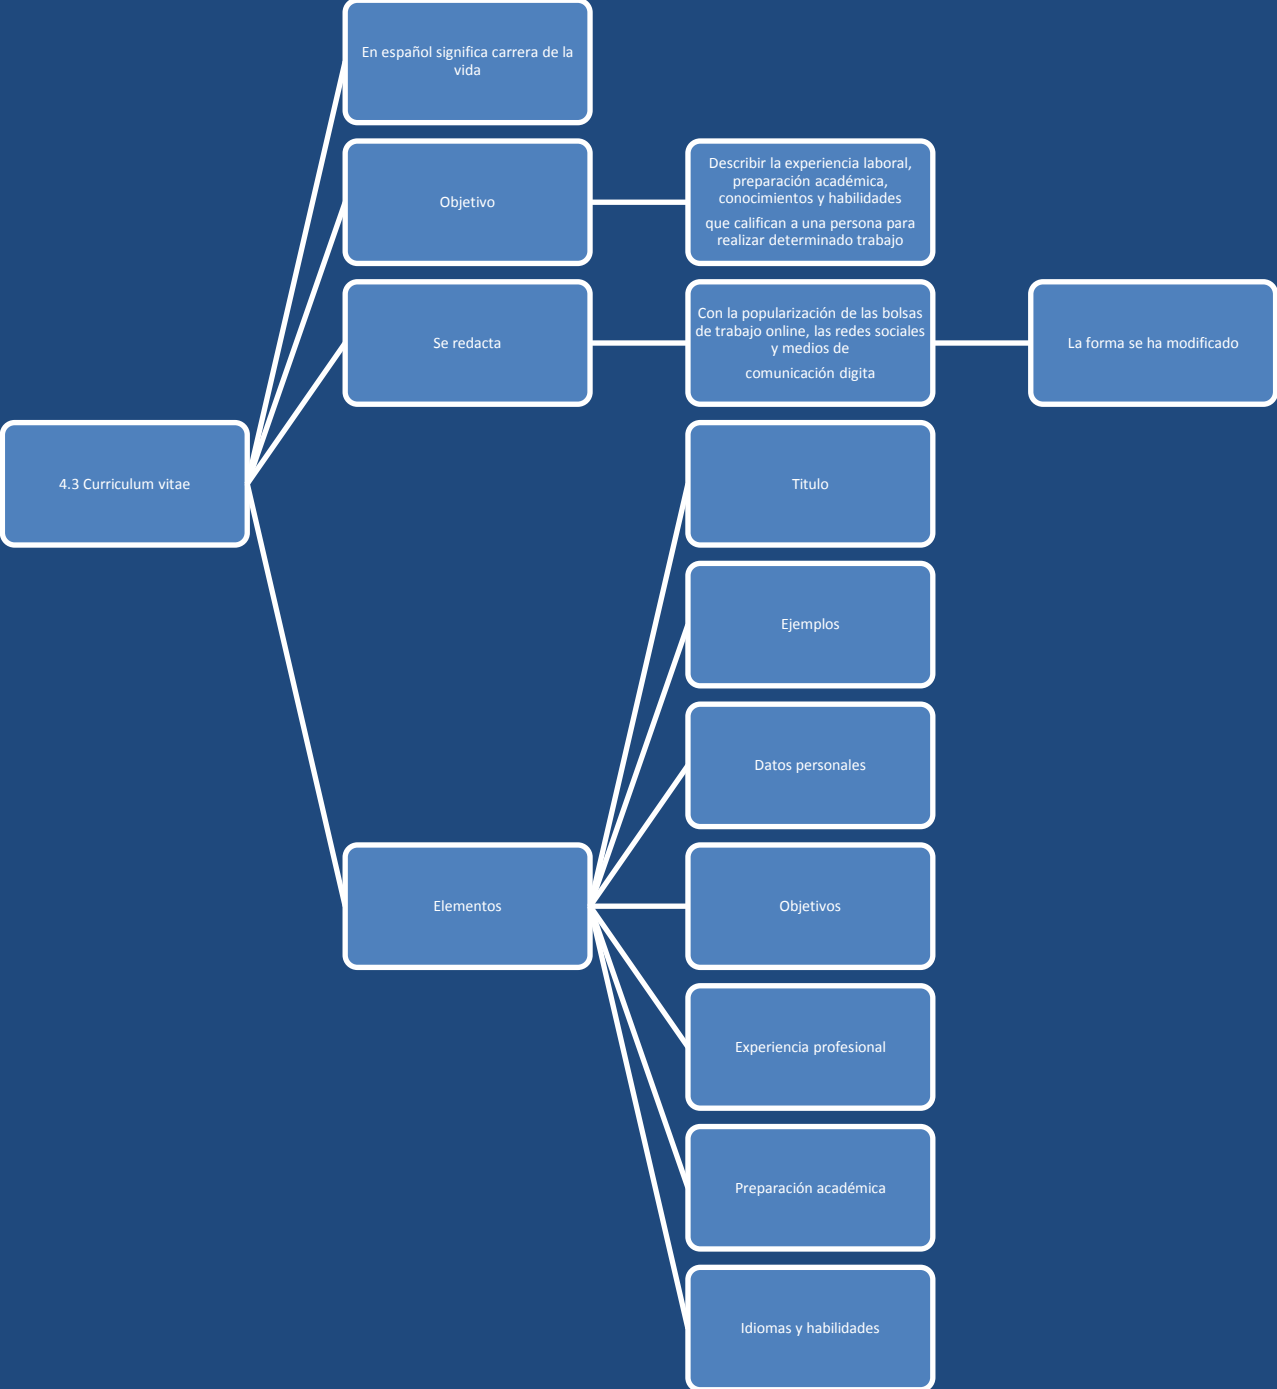 En español significa carrera de la
vida
Objetivo
Describir la experiencia laboral,
preparación académica,
conocimientos y habilidades
que califican a una persona para
realizar determinado trabajo
Se redacta
Con la popularización de las bolsas
de trabajo online, las redes sociales
y medios de
comunicación digita
La forma se ha modificado
4.3 Curriculum vitae
Titulo
Ejemplos
Datos personales
Elementos
Objetivos
Experiencia profesional
Preparación académica
Idiomas y habilidades